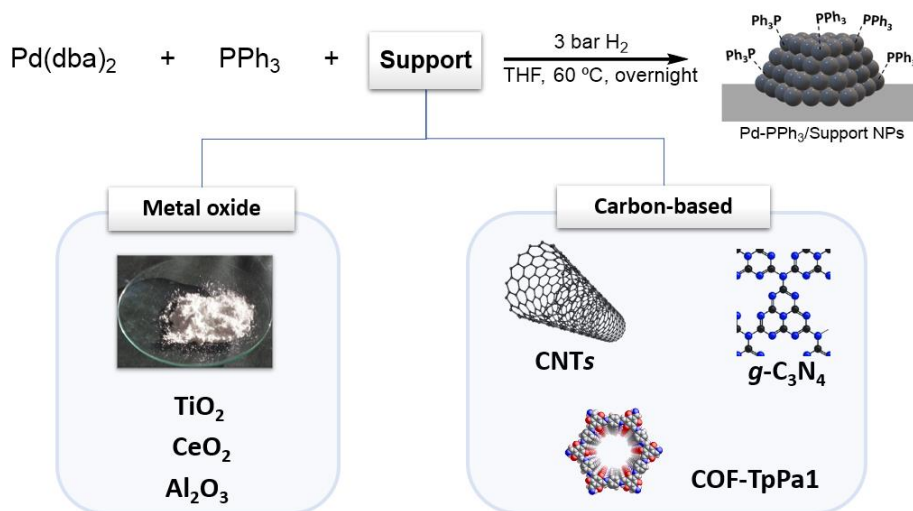 Pd(dba)₂ + PPh₃ + Support
3 bar H₂
THF, 60 ºC, overnight
Ph₃P PPh₃ PPh₃
Ph₃P PPh₃
Pd-PPh₃/Support NPs
Metal oxide
TiO₂
CeO₂
Al₂O₃
Carbon-based
CNTs
g-C₃N₄
COF-TpPa1